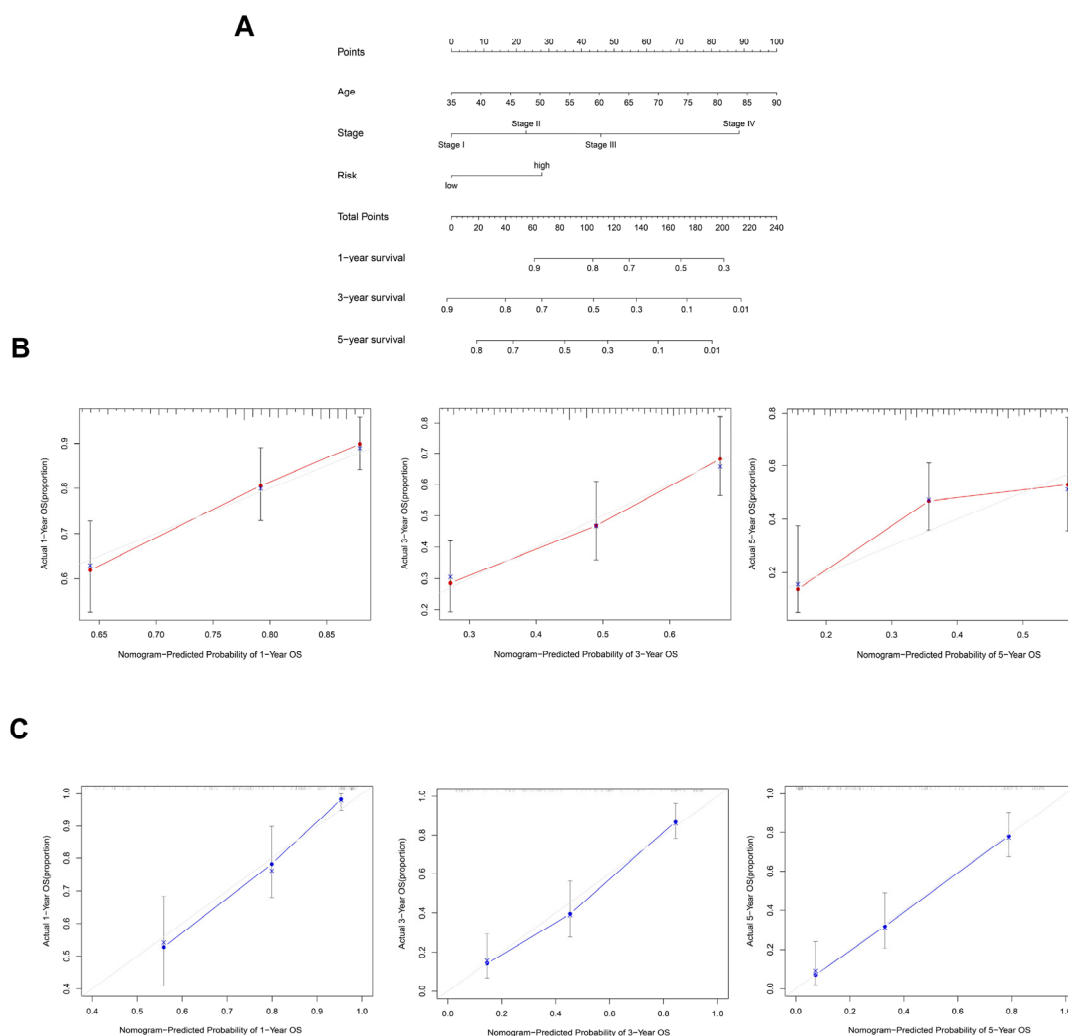 A
Points
0 10 20 30 40 50 60 70 80 90 100
Age
35 40 45 50 55 60 65 70 75 80 85 90
Stage
Stage II Stage IV
Stage I Stage III
Risk
high
low
Total Points
0 20 40 60 80 100 120 140 160 180 200 220 240
1-year survival
0.9 0.8 0.7 0.5 0.3
3-year survival
0.9 0.8 0.7 0.5 0.3 0.1 0.01
5-year survival
0.8 0.7 0.5 0.3 0.1 0.01
B
Actual 1-Year OS(proportion)
0.9
0.8
0.7
0.6
0.65 0.70 0.75 0.80 0.85
Nomogram-Predicted Probability of 1-Year OS
Actual 3-Year OS(proportion)
0.8
0.7
0.6
0.5
0.4
0.3
0.2
0.3 0.4 0.5 0.6
Nomogram-Predicted Probability of 3-Year OS
Actual 5-Year OS(proportion)
0.8
0.6
0.4
0.2
0.2 0.3 0.4 0.5
Nomogram-Predicted Probability of 5-Year OS
C
Actual 1-Year OS(proportion)
1.0
0.9
0.8
0.7
0.6
0.5
0.4
0.4 0.5 0.6 0.7 0.8 0.9 1.0
Nomogram-Predicted Probability of 1-Year OS
Actual 3-Year OS(proportion)
1.0
0.8
0.6
0.4
0.2
0.0
0.0 0.2 0.4 0.6 0.8 1.0
Nomogram-Predicted Probability of 3-Year OS
Actual 5-Year OS(proportion)
1.0
0.8
0.6
0.4
0.2
0.0
0.0 0.2 0.4 0.6 0.8 1.0
Nomogram-Predicted Probability of 5-Year OS